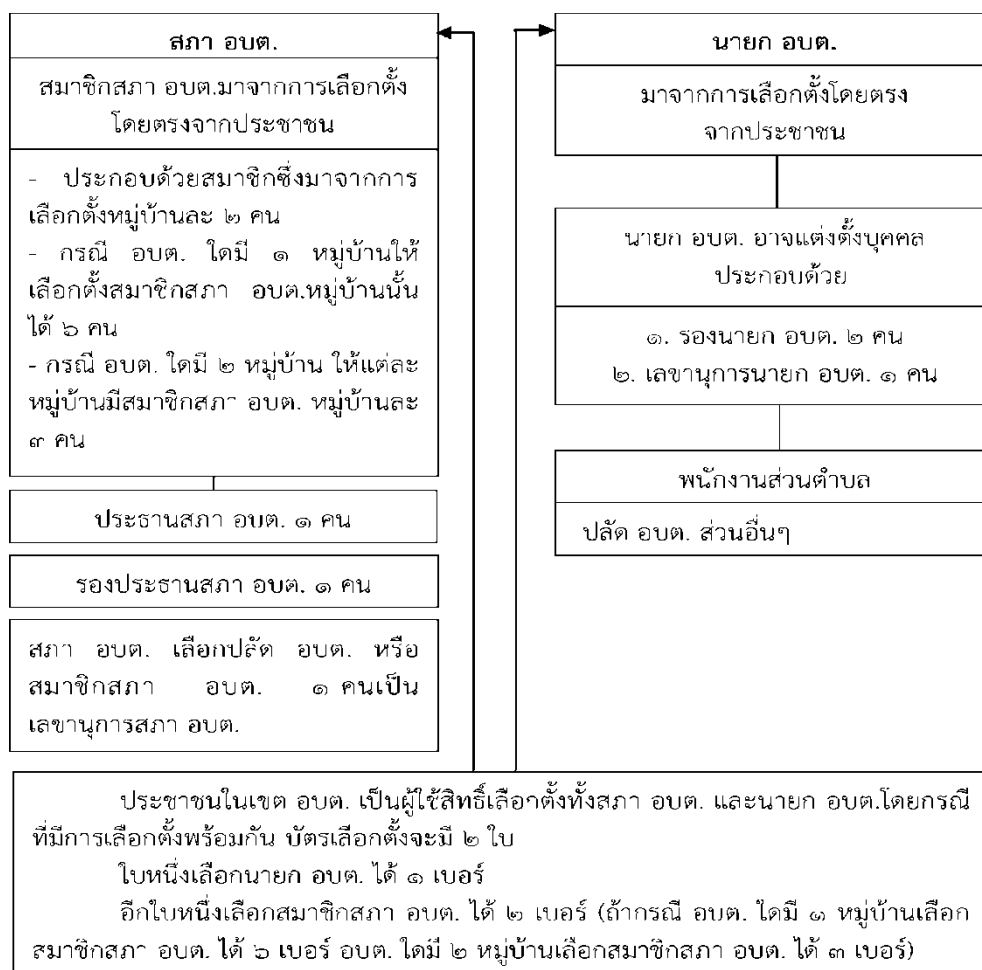 สภา อบต.
สมาชิกสภา อบต.มาจากการเลือกตั้ง
โดยตรงจากประชาชน
- ประกอบด้วยสมาชิกซึ่งมาจากการ
เลือกตั้งหมู่บ้านละ ๒ คน
- กรณี อบต. ใดมี ๑ หมู่บ้านให้
เลือกตั้งสมาชิกสภา อบต.หมู่บ้านนั้น
ได้ ๖ คน
- กรณี อบต. ใดมี ๒ หมู่บ้าน ให้แต่ละ
หมู่บ้านมีสมาชิกสภา อบต. หมู่บ้านละ
๓ คน
ประธานสภา อบต. ๑ คน
รองประธานสภา อบต. ๑ คน
สภา อบต. เลือกปลัด อบต. หรือ
สมาชิกสภา อบต. ๑ คนเป็น
เลขานุการสภา อบต.
นายก อบต.
มาจากการเลือกตั้งโดยตรง
จากประชาชน
นายก อบต. อาจแต่งตั้งบุคคล
ประกอบด้วย
๑. รองนายก อบต. ๒ คน
๒. เลขานุการนายก อบต. ๑ คน
พนักงานส่วนตำบล
ปลัด อบต. ส่วนอื่นๆ
ประชาชนในเขต อบต. เป็นผู้ใช้สิทธิ์เลือกตั้งทั้งสภา อบต. และนายก อบต.โดยกรณี
ที่มีการเลือกตั้งพร้อมกัน บัตรเลือกตั้งจะมี ๒ ใบ
ใบหนึ่งเลือกนายก อบต. ได้ ๑ เบอร์
อีกใบหนึ่งเลือกสมาชิกสภา อบต. ได้ ๒ เบอร์ (ถ้ากรณี อบต. ใดมี ๑ หมู่บ้านเลือก
สมาชิกสภา อบต. ได้ ๖ เบอร์ อบต. ใดมี ๒ หมู่บ้านเลือกสมาชิกสภา อบต. ได้ ๓ เบอร์)